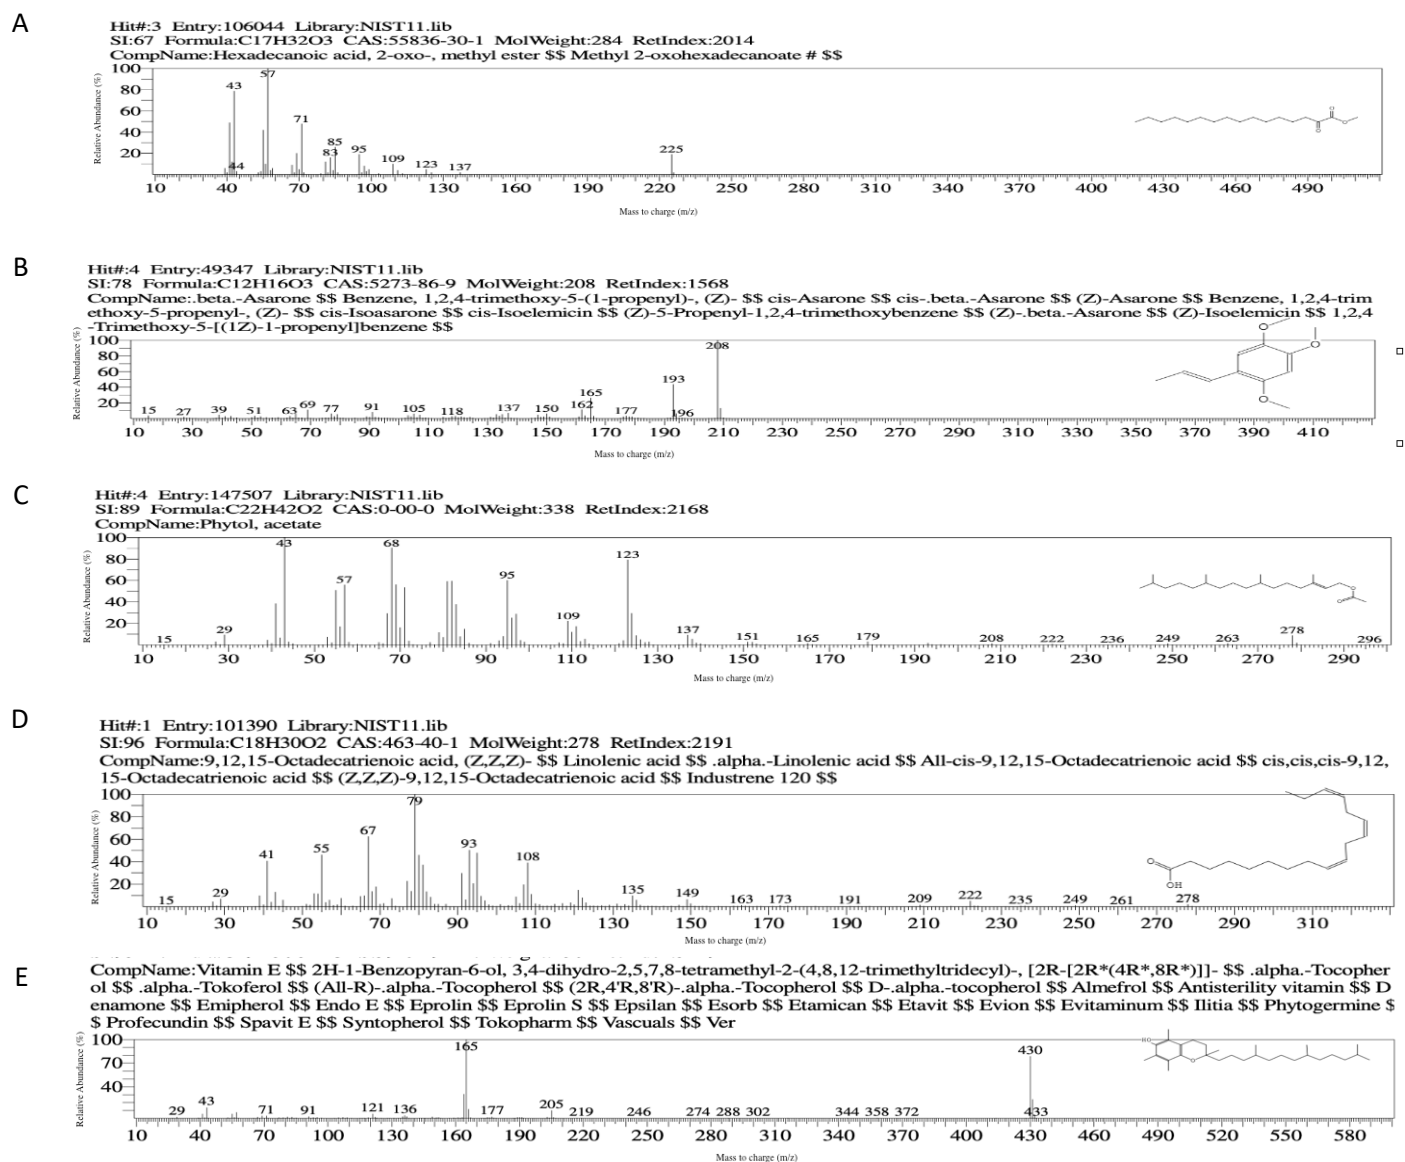 A
Hit#:3 Entry:106044 Library:NIST11.lib
SI:67 Formula:C17H32O3 CAS:55836-30-1 MolWeight:284 RetIndex:2014
CompName:Hexadecanoic acid, 2-oxo-, methyl ester $$ Methyl 2-oxohexadecanoate # $$
Relative Abundance (%)
100
80
60
40
20
43 44 57 71 83 85 95 109 123 137 225
O O O
10 40 70 100 130 160 190 220 250 280 310 340 370 400 430 460 490
Mass to charge (m/z)
B
Hit#:4 Entry:49347 Library:NIST11.lib
SI:78 Formula:C12H16O3 CAS:5273-86-9 MolWeight:208 RetIndex:1568
CompName:.beta.-Asarone $$ Benzene, 1,2,4-trimethoxy-5-(1-propenyl)-, (Z)- $$ cis-Asarone $$ cis-.beta.-Asarone $$ (Z)-Asarone $$ Benzene, 1,2,4-trim
ethoxy-5-propenyl-, (Z)- $$ cis-Isoasarone $$ cis-Isoelemicin $$ (Z)-5-Propenyl-1,2,4-trimethoxybenzene $$ (Z)-.beta.-Asarone $$ (Z)-Isoelemicin $$ 1,2,4
-Trimethoxy-5-[(1Z)-1-propenyl]benzene $$
Relative Abundance (%)
100
80
60
40
20
15 27 39 51 63 69 77 91 105 118 137 150 162 165 177 193 196 208
O O O
10 30 50 70 90 110 130 150 170 190 210 230 250 270 290 310 330 350 370 390 410
Mass to charge (m/z)
C
Hit#:4 Entry:147507 Library:NIST11.lib
SI:89 Formula:C22H42O2 CAS:0-00-0 MolWeight:338 RetIndex:2168
CompName:Phytol, acetate
Relative Abundance (%)
100
80
60
40
20
15 29 43 57 68 95 109 123 137 151 165 179 208 222 236 249 263 278 296
O O
10 30 50 70 90 110 130 150 170 190 210 230 250 270 290
Mass to charge (m/z)
D
Hit#:1 Entry:101390 Library:NIST11.lib
SI:96 Formula:C18H30O2 CAS:463-40-1 MolWeight:278 RetIndex:2191
CompName:9,12,15-Octadecatrienoic acid, (Z,Z,Z)- $$ Linolenic acid $$ .alpha.-Linolenic acid $$ All-cis-9,12,15-Octadecatrienoic acid $$ cis,cis,cis-9,12,
15-Octadecatrienoic acid $$ (Z,Z,Z)-9,12,15-Octadecatrienoic acid $$ Industrene 120 $$
Relative Abundance (%)
100
80
60
40
20
15 29 41 55 67 79 93 108 135 149 163 173 191 209 222 235 249 261 278
O OH
10 30 50 70 90 110 130 150 170 190 210 230 250 270 290 310
Mass to charge (m/z)
E
CompName:Vitamin E $$ 2H-1-Benzopyran-6-ol, 3,4-dihydro-2,5,7,8-tetramethyl-2-(4,8,12-trimethyltridecyl)-, [2R-[2R*(4R*,8R*)]]- $$ .alpha.-Tocopher
ol $$ .alpha.-Tokoferol $$ (All-R)-.alpha.-Tocopherol $$ (2R,4'R,8'R)-.alpha.-Tocopherol $$ D-.alpha.-tocopherol $$ Almefrol $$ Antisterility vitamin $$ D
enamone $$ Emipherol $$ Endo E $$ Eprolin $$ Eprolin S $$ Epsilan $$ Esorb $$ Etamican $$ Etavit $$ Evion $$ Evitaminum $$ Ilitia $$ Phytogermine $
$ Profecundin $$ Spavit E $$ Syntopherol $$ Tokopharm $$ Vascuals $$ Ver
Relative Abundance (%)
100
70
40
29 43 71 91 121 136 165 177 205 219 246 274 288 302 344 358 372 430 433
HO O
10 40 70 100 130 160 190 220 250 280 310 340 370 400 430 460 490 520 550 580
Mass to charge (m/z)